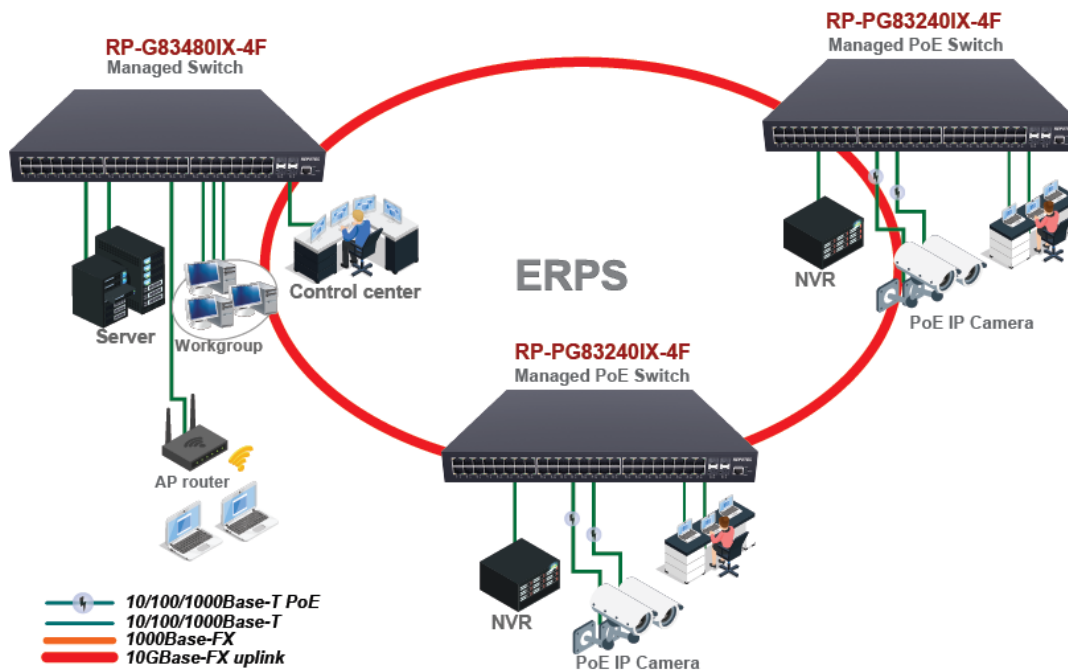 RP-G83480IX-4F
Managed Switch
RP-PG83240IX-4F
Managed PoE Switch
Server
Workgroup
Control center
ERPS
NVR
PoE IP Camera
AP router
RP-PG83240IX-4F
Managed PoE Switch
NVR
PoE IP Camera
10/100/1000Base-T PoE
10/100/1000Base-T
1000Base-FX
10GBase-FX uplink